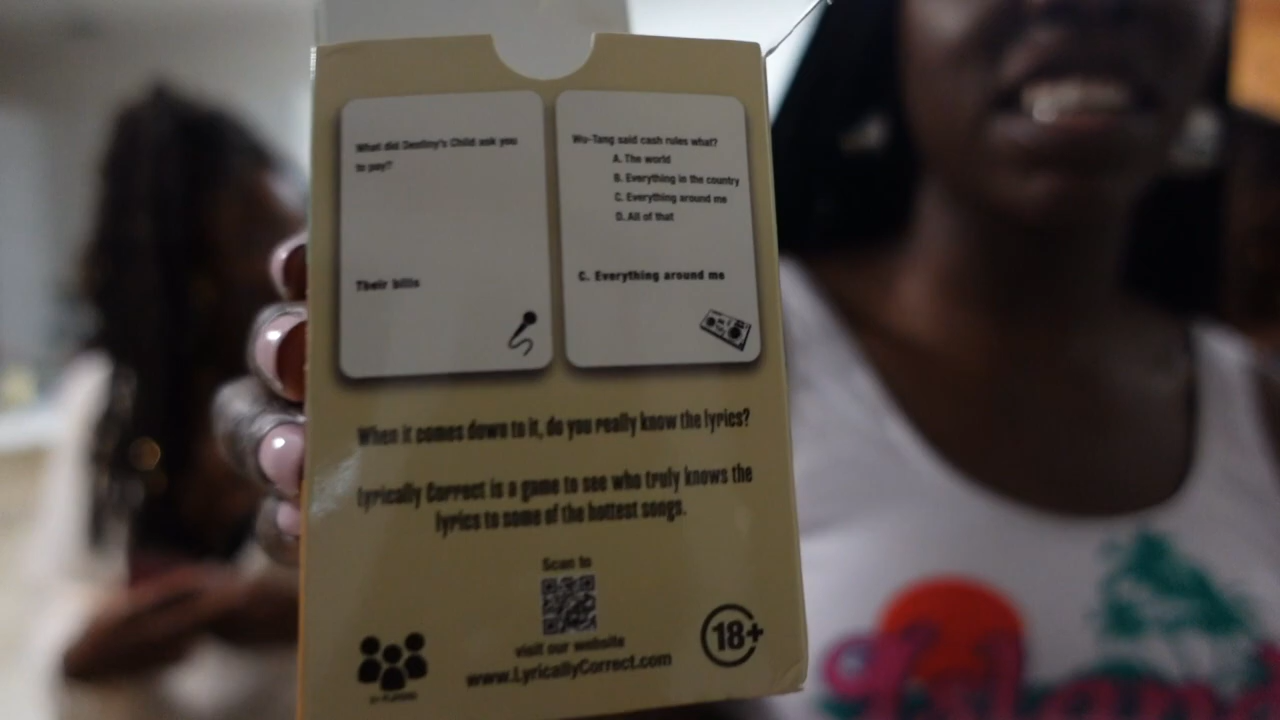 What did Destiny's Child ask you
to pay?
Their bills
Wu-Tang said cash rules what?
A. The world
B. Everything in the country
C. Everything around me
D. All of that
C. Everything around me
When it comes down to it, do you really know the lyrics?
Lyrically Correct is a game to see who truly knows the
lyrics to some of the hottest songs.
Scan to
visit our website
www.LyricallyCorrect.com
18+
Island